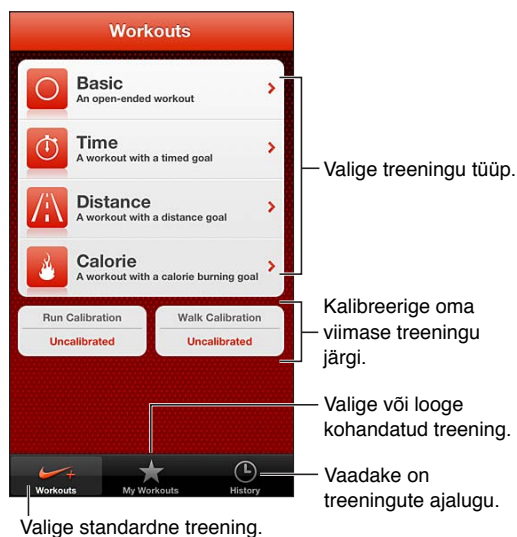 Workouts
Basic
An open-ended workout
Time
A workout with a timed goal
Distance
A workout with a distance goal
Calorie
A workout with a calorie burning goal
Valige treeningu tüüp.
Run Calibration
Uncalibrated
Walk Calibration
Uncalibrated
Kalibreerige oma
viimase treeningu
järgi.
Valige või looge
kohandatud treening.
Workouts
My Workouts
History
Vaadake on
treeningute ajalugu.
Valige standardne treening.